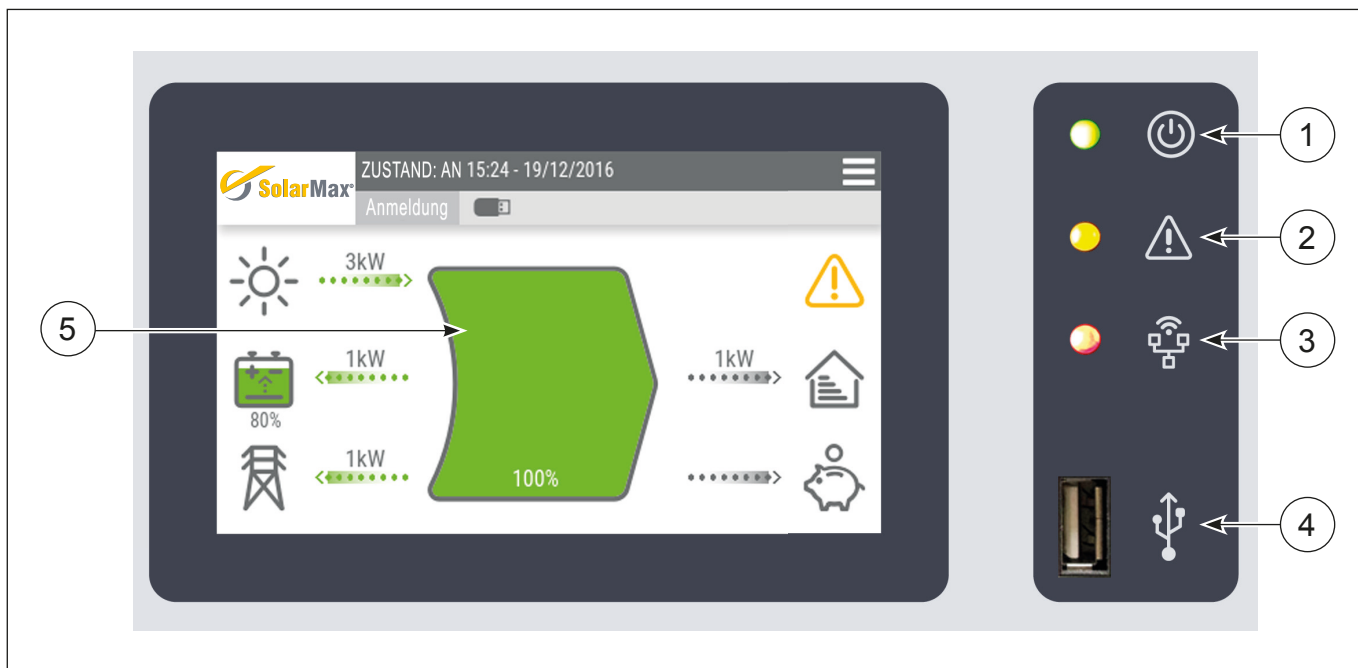 SolarMax®
ZUSTAND: AN 15:24 - 19/12/2016
Anmeldung
3kW
1kW
80%
1kW
100%
1kW
1
2
3
4
5